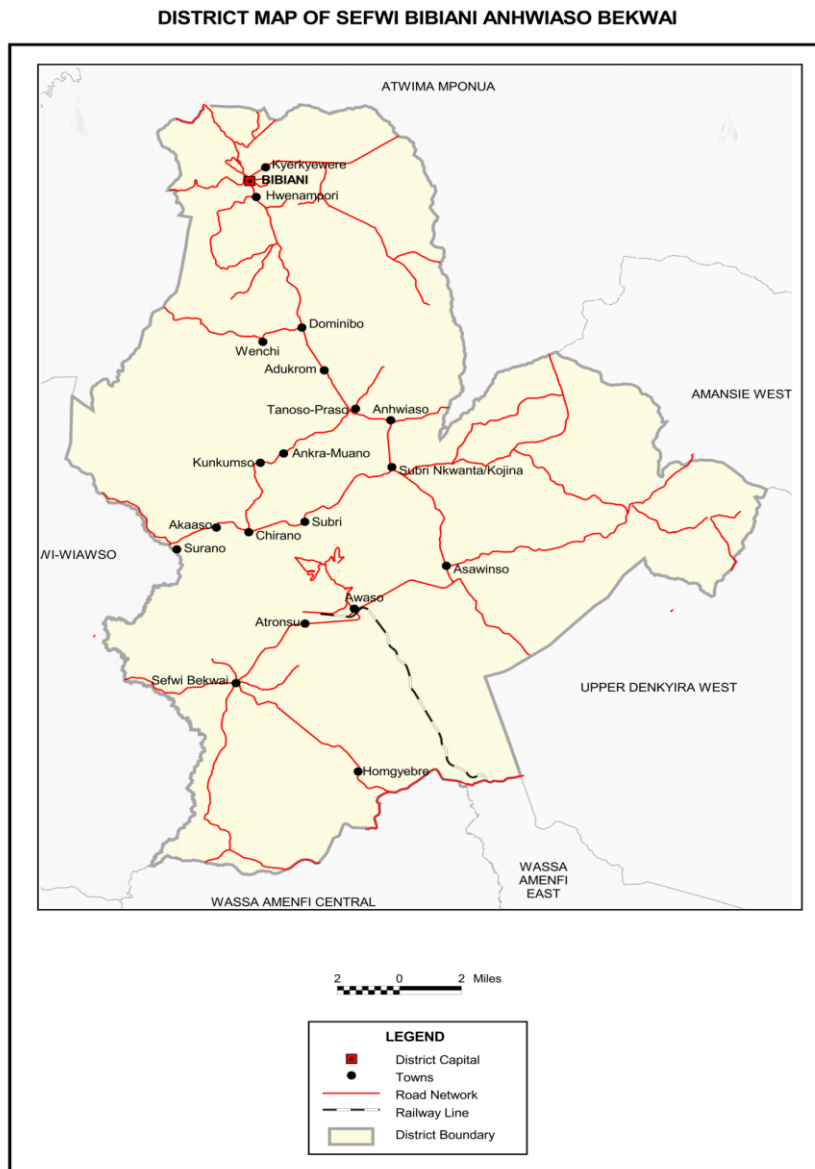 DISTRICT MAP OF SEFWI BIBIANI ANHWIASO BEKWAI
ATWIMA MPONUA
Kyerkyewere
BIBIANI
Hwenampori
Dominibo
Wenchi
Adukrom
AMANSIE WEST
Tanoso-Praso
Anhwiaso
Ankra-Muano
Kunkumso
Subri Nkwanta/Kojina
Akaaso
Subri
Chirano
WI-WIAWSO
Surano
Asawinso
Awaso
Atronsu
Sefwi Bekwai
UPPER DENKYIRA WEST
Homgyebre
WASSA
AMENFI
EAST
WASSA AMENFI CENTRAL
2 0 2 Miles
LEGEND
District Capital
Towns
Road Network
Railway Line
District Boundary